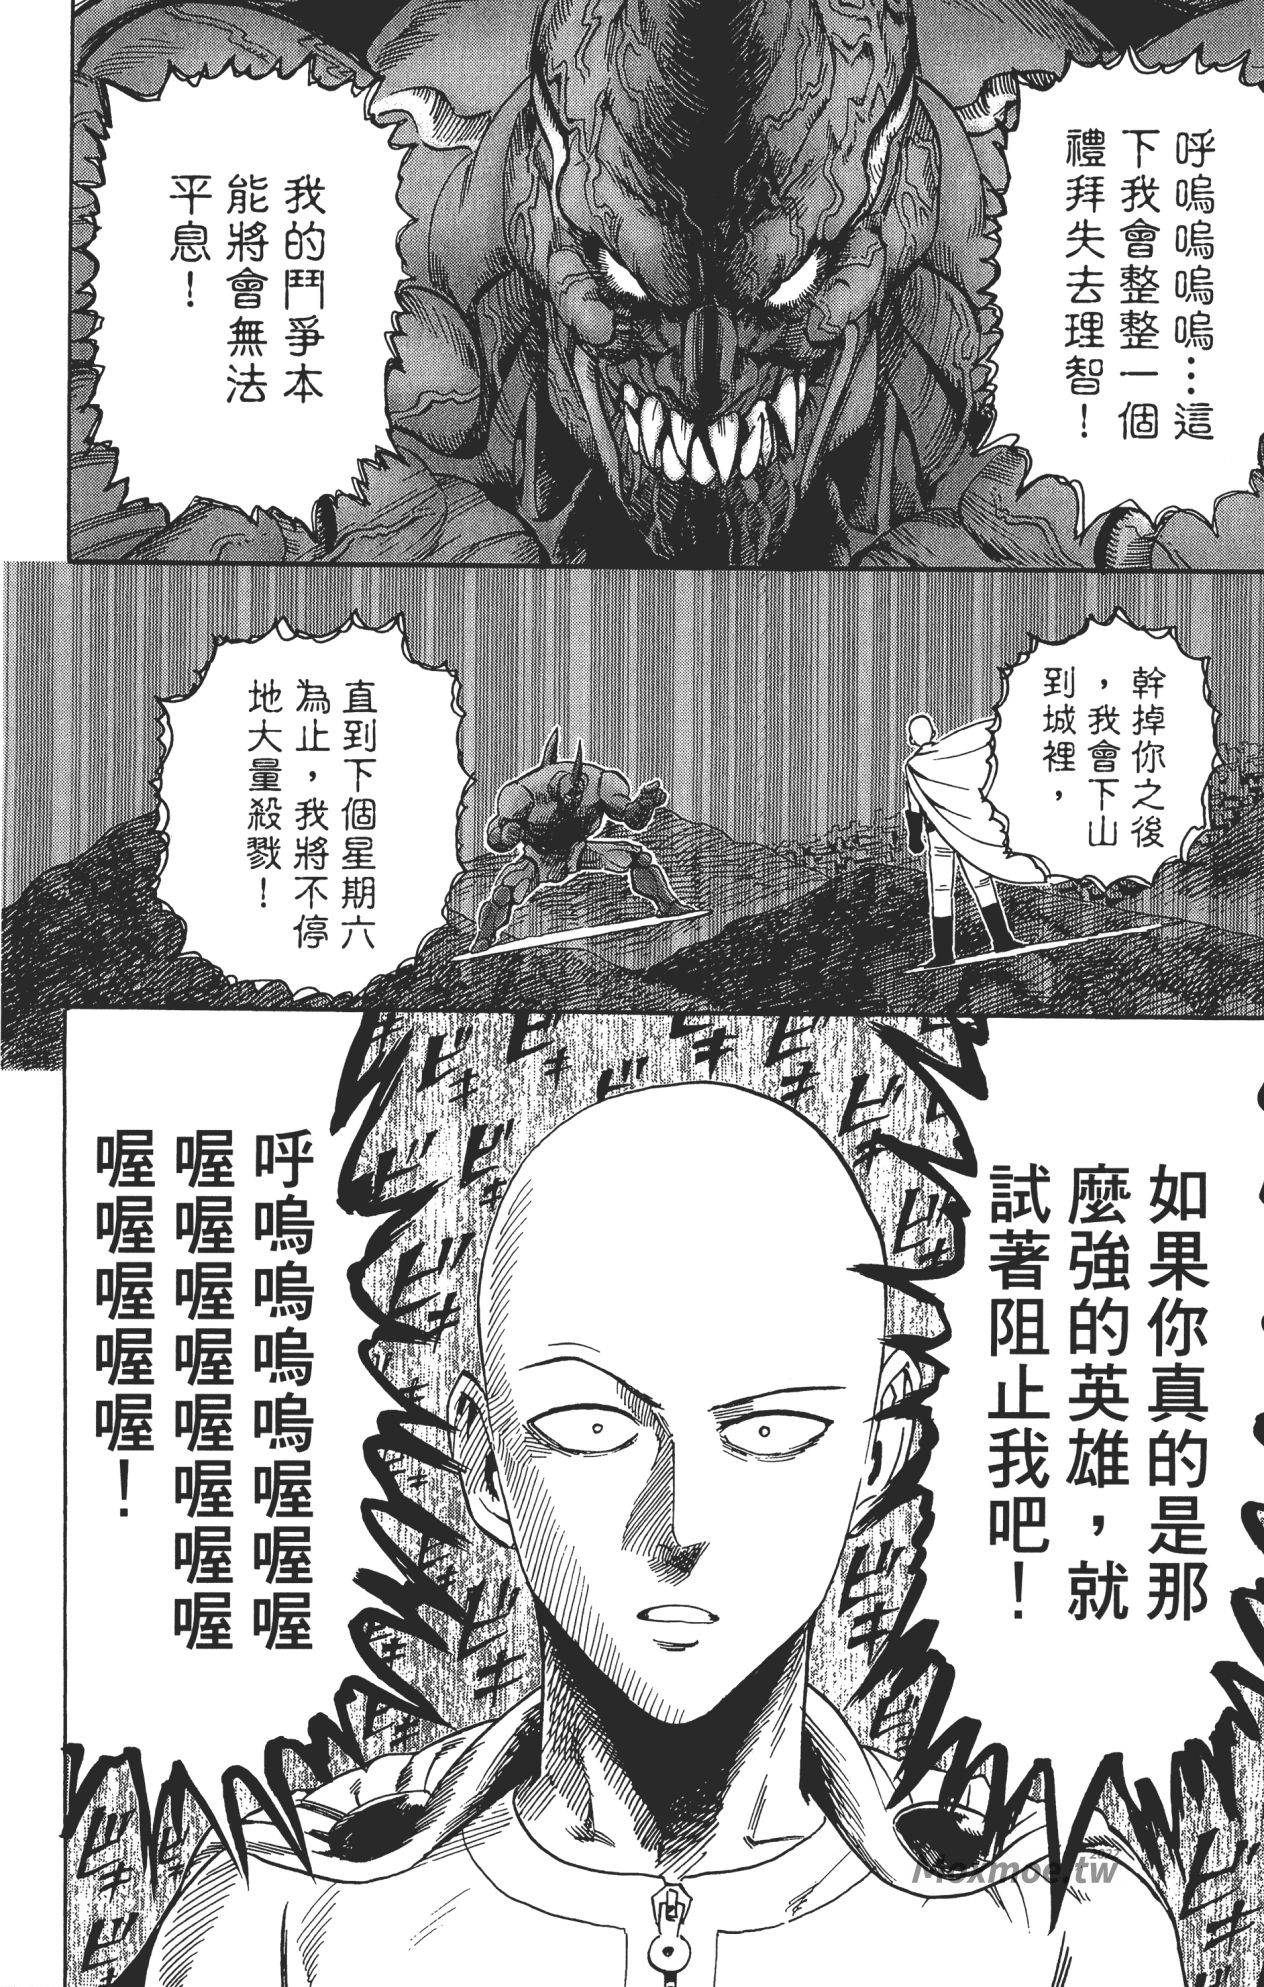 呼嗚嗚嗚嗚…這
下我會整整一個
禮拜失去理智！
我的鬥爭本
能將會無法
平息！
幹掉你之後
，我會下山
到城裡，
直到下個星期六
為止，我將不停
地大量殺戮！
如果你真的是那
麼強的英雄，就
試著阻止我吧！
呼嗚嗚嗚嗚喔喔喔
喔喔喔喔喔喔喔喔
喔喔喔喔喔！
Moxmoe.tw